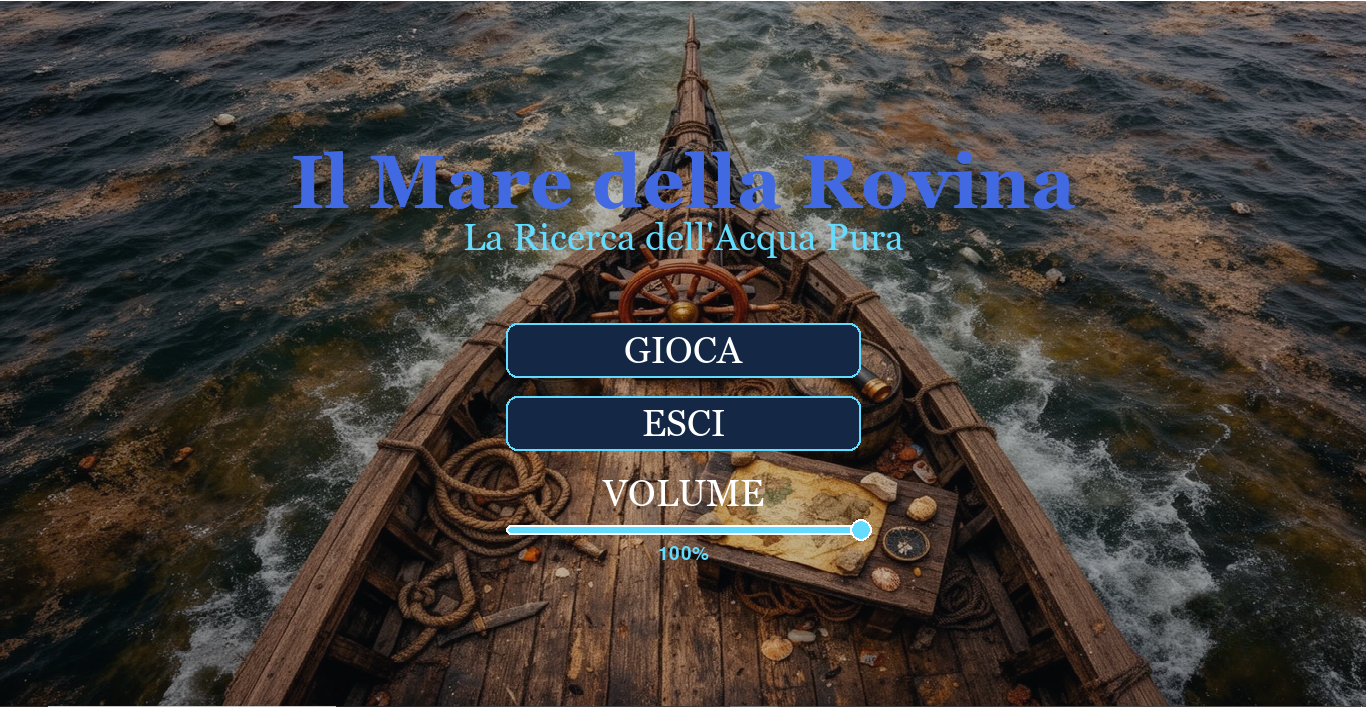 Il Mare della Rovina
La Ricerca dell'Acqua Pura
GIOCA
ESCI
VOLUME
100%